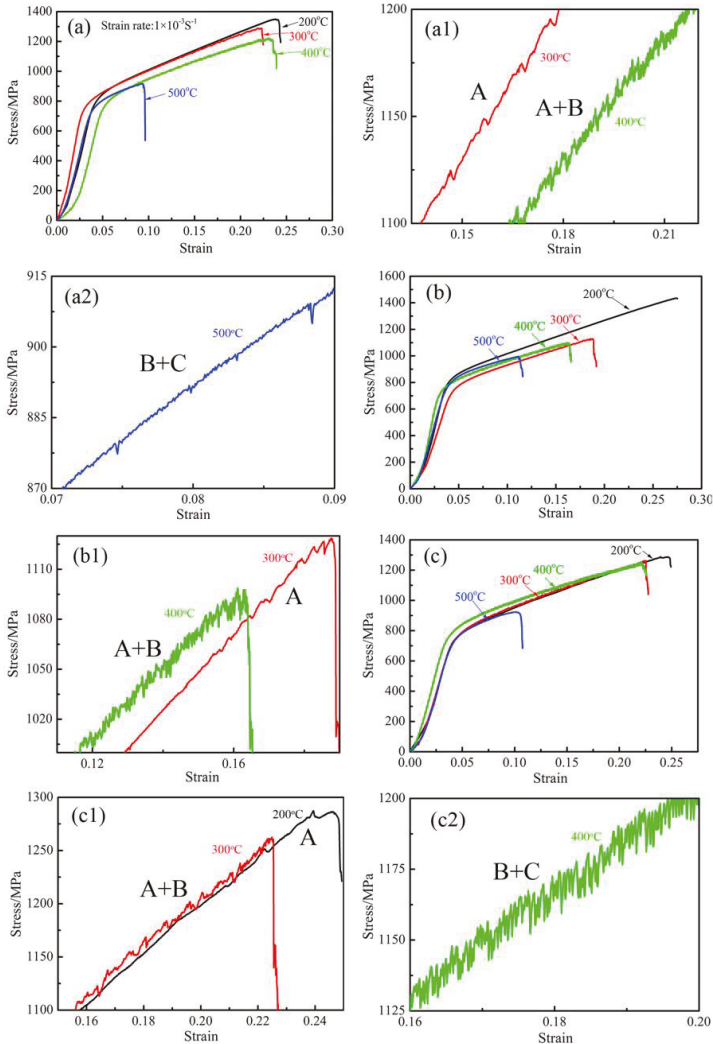 (a)
Strain rate:1×10⁻³S⁻¹
200°C
300°C
400°C
500°C
Stress/MPa
1400
1200
1000
800
600
400
200
0
0.00 0.05 0.10 0.15 0.20 0.25 0.30
Strain
(a1)
300°C
A
A+B
400°C
Stress/MPa
1200
1150
1100
0.15 0.18 0.21
Strain
(a2)
500°C
B+C
Stress/MPa
915
900
885
870
0.07 0.08 0.09
Strain
(b)
200°C
300°C
400°C
500°C
Stress/MPa
1600
1400
1200
1000
800
600
400
200
0
0.00 0.05 0.10 0.15 0.20 0.25 0.30
Strain
(b1)
300°C
A
400°C
A+B
Stress/MPa
1110
1080
1050
1020
0.12 0.16
Strain
(c)
200°C
400°C
300°C
500°C
Stress/MPa
1600
1400
1200
1000
800
600
400
200
0
0.00 0.05 0.10 0.15 0.20 0.25
Strain
(c1)
200°C
A
300°C
A+B
Stress/MPa
1300
1250
1200
1150
1100
0.16 0.18 0.20 0.22 0.24
Strain
(c2)
400°C
B+C
Stress/MPa
1200
1175
1150
1125
0.16 0.17 0.18 0.19 0.20
Strain